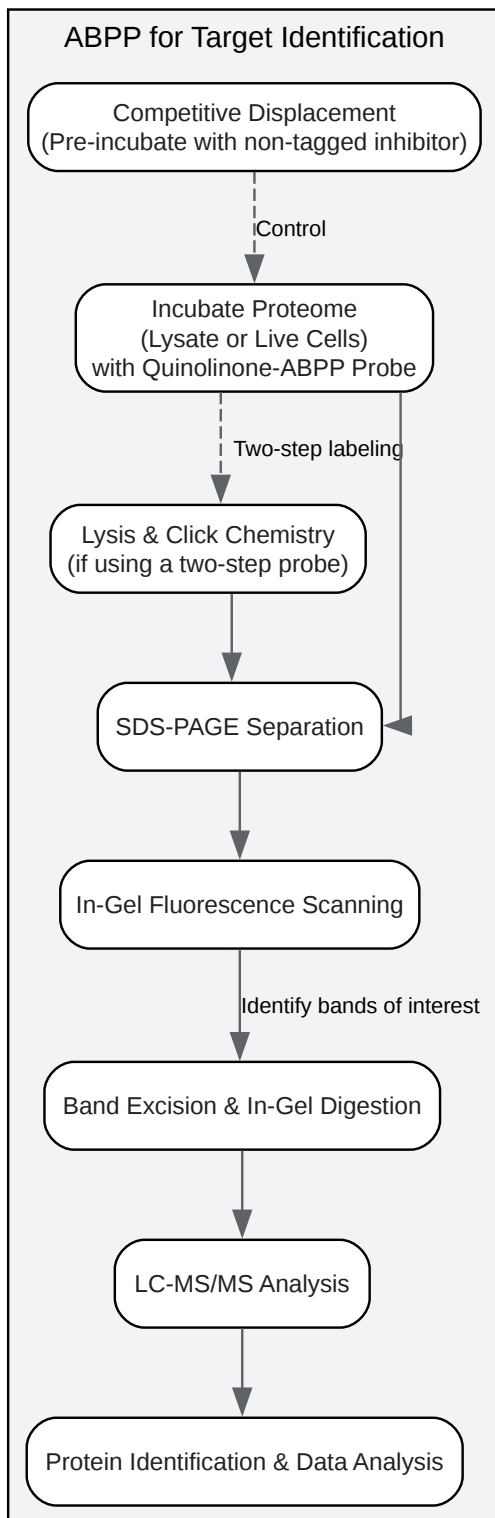 ABPP for Target Identification
Competitive Displacement
(Pre-incubate with non-tagged inhibitor)
Control
Incubate Proteome
(Lysate or Live Cells)
with Quinolinone-ABPP Probe
Two-step labeling
Lysis & Click Chemistry
(if using a two-step probe)
SDS-PAGE Separation
In-Gel Fluorescence Scanning
Identify bands of interest
Band Excision & In-Gel Digestion
LC-MS/MS Analysis
Protein Identification & Data Analysis